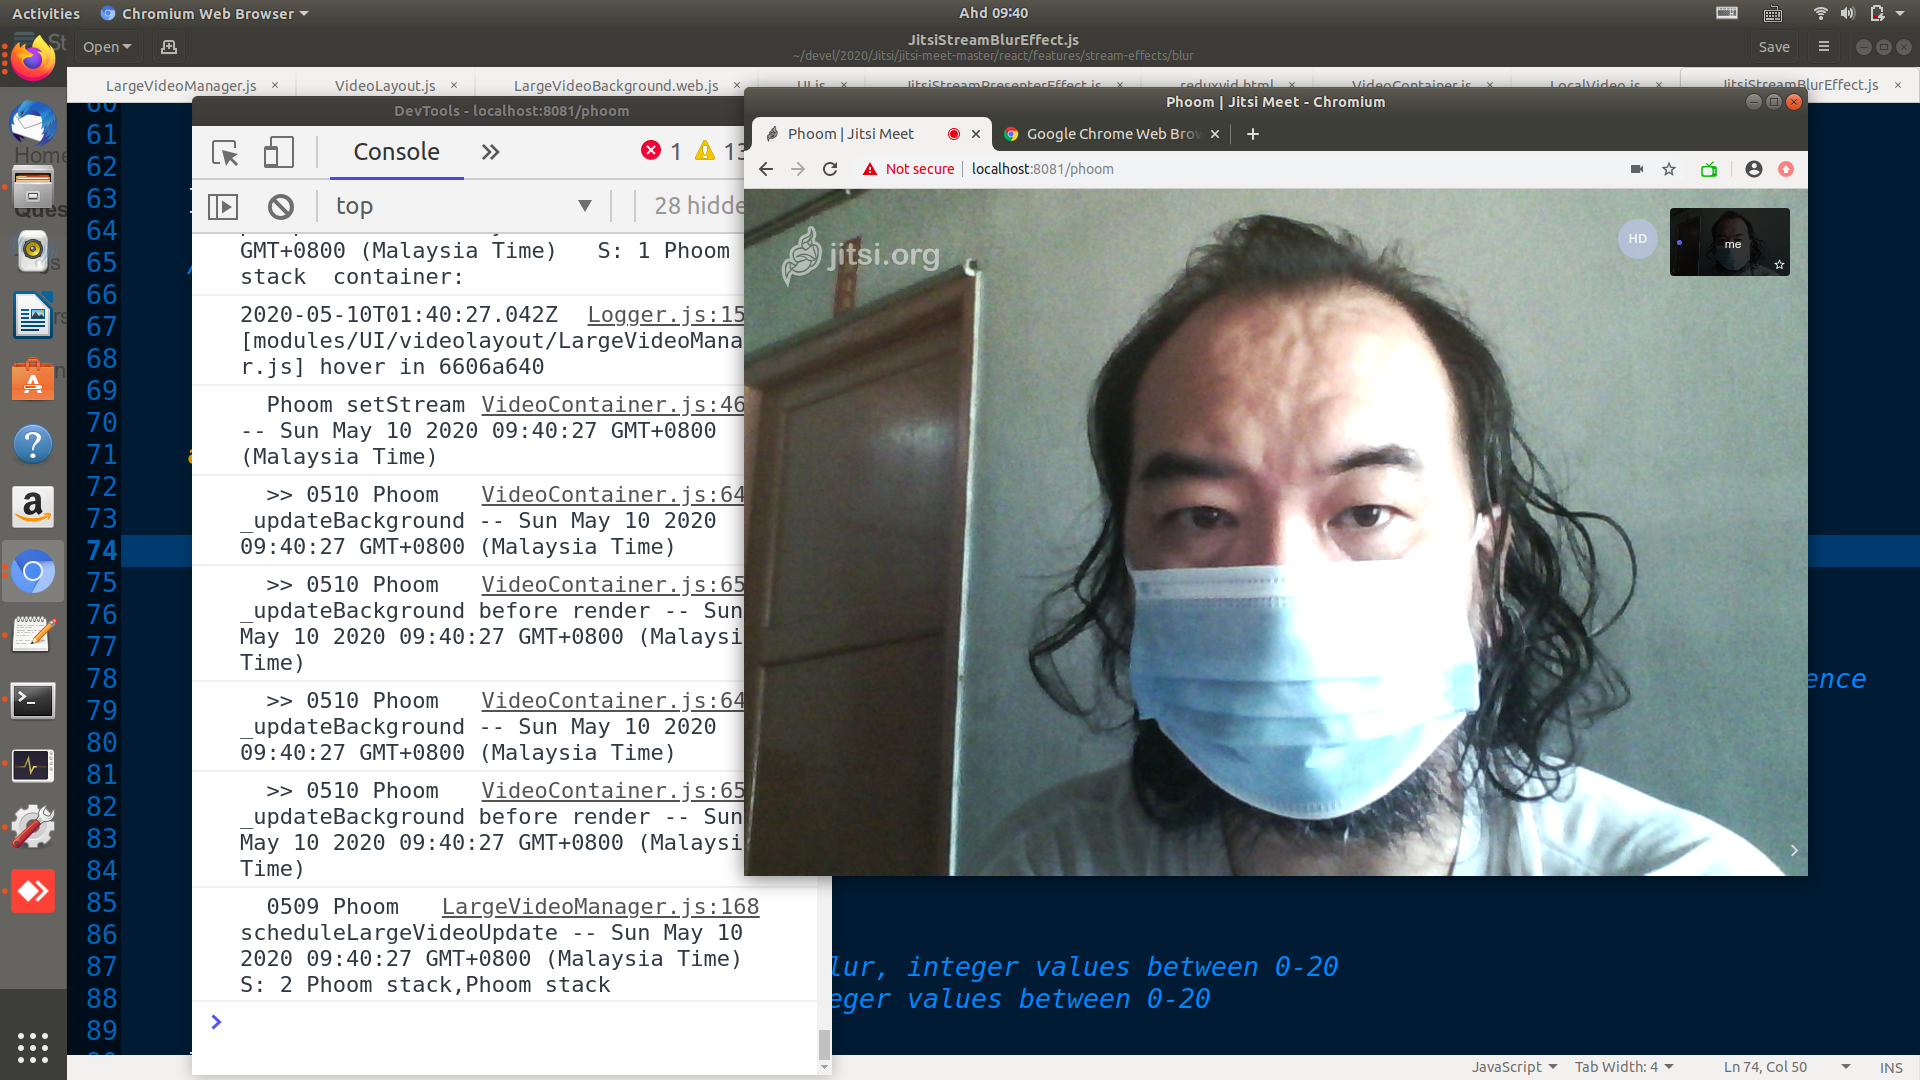 Activities
Chromium Web Browser
Ahd 09:40
Open
JitsiStreamBlurEffect.js
~/devel/2020/Jitsi/jitsi-meet-master/react/features/stream-effects/blur
Save
LargeVideoManager.js ×
VideoLayout.js ×
LargeVideoBackground.web.js ×
UI.js ×
JitsiStreamPresenterEffect.js ×
reduxvid.html ×
VideoContainer.js ×
LocalVideo.js ×
JitsiStreamBlurEffect.js ×
60
61
62
63
64
65
66
67
68
69
70
71
72
73
74
75
76
77
78
79
80
81
82
83
84
85
86
87
88
89
DevTools - localhost:8081/phoom
Console
1
13
top
28 hidde
GMT+0800 (Malaysia Time) S: 1 Phoom
stack container:
2020-05-10T01:40:27.042Z Logger.js:15
[modules/UI/videolayout/LargeVideoMana
r.js] hover in 6606a640
Phoom setStream VideoContainer.js:46
-- Sun May 10 2020 09:40:27 GMT+0800
(Malaysia Time)
>> 0510 Phoom VideoContainer.js:64
_updateBackground -- Sun May 10 2020
09:40:27 GMT+0800 (Malaysia Time)
>> 0510 Phoom VideoContainer.js:65
_updateBackground before render -- Sun
May 10 2020 09:40:27 GMT+0800 (Malaysi
Time)
>> 0510 Phoom VideoContainer.js:64
_updateBackground -- Sun May 10 2020
09:40:27 GMT+0800 (Malaysia Time)
>> 0510 Phoom VideoContainer.js:65
_updateBackground before render -- Sun
May 10 2020 09:40:27 GMT+0800 (Malaysi
Time)
0509 Phoom LargeVideoManager.js:168
scheduleLargeVideoUpdate -- Sun May 10
2020 09:40:27 GMT+0800 (Malaysia Time)
S: 2 Phoom stack,Phoom stack
Phoom | Jitsi Meet - Chromium
Phoom | Jitsi Meet
Google Chrome Web Brow
Not secure
localhost:8081/phoom
jitsi.org
HD
me
ence
lur, integer values between 0-20
eger values between 0-20
JavaScript
Tab Width: 4
Ln 74, Col 50
INS